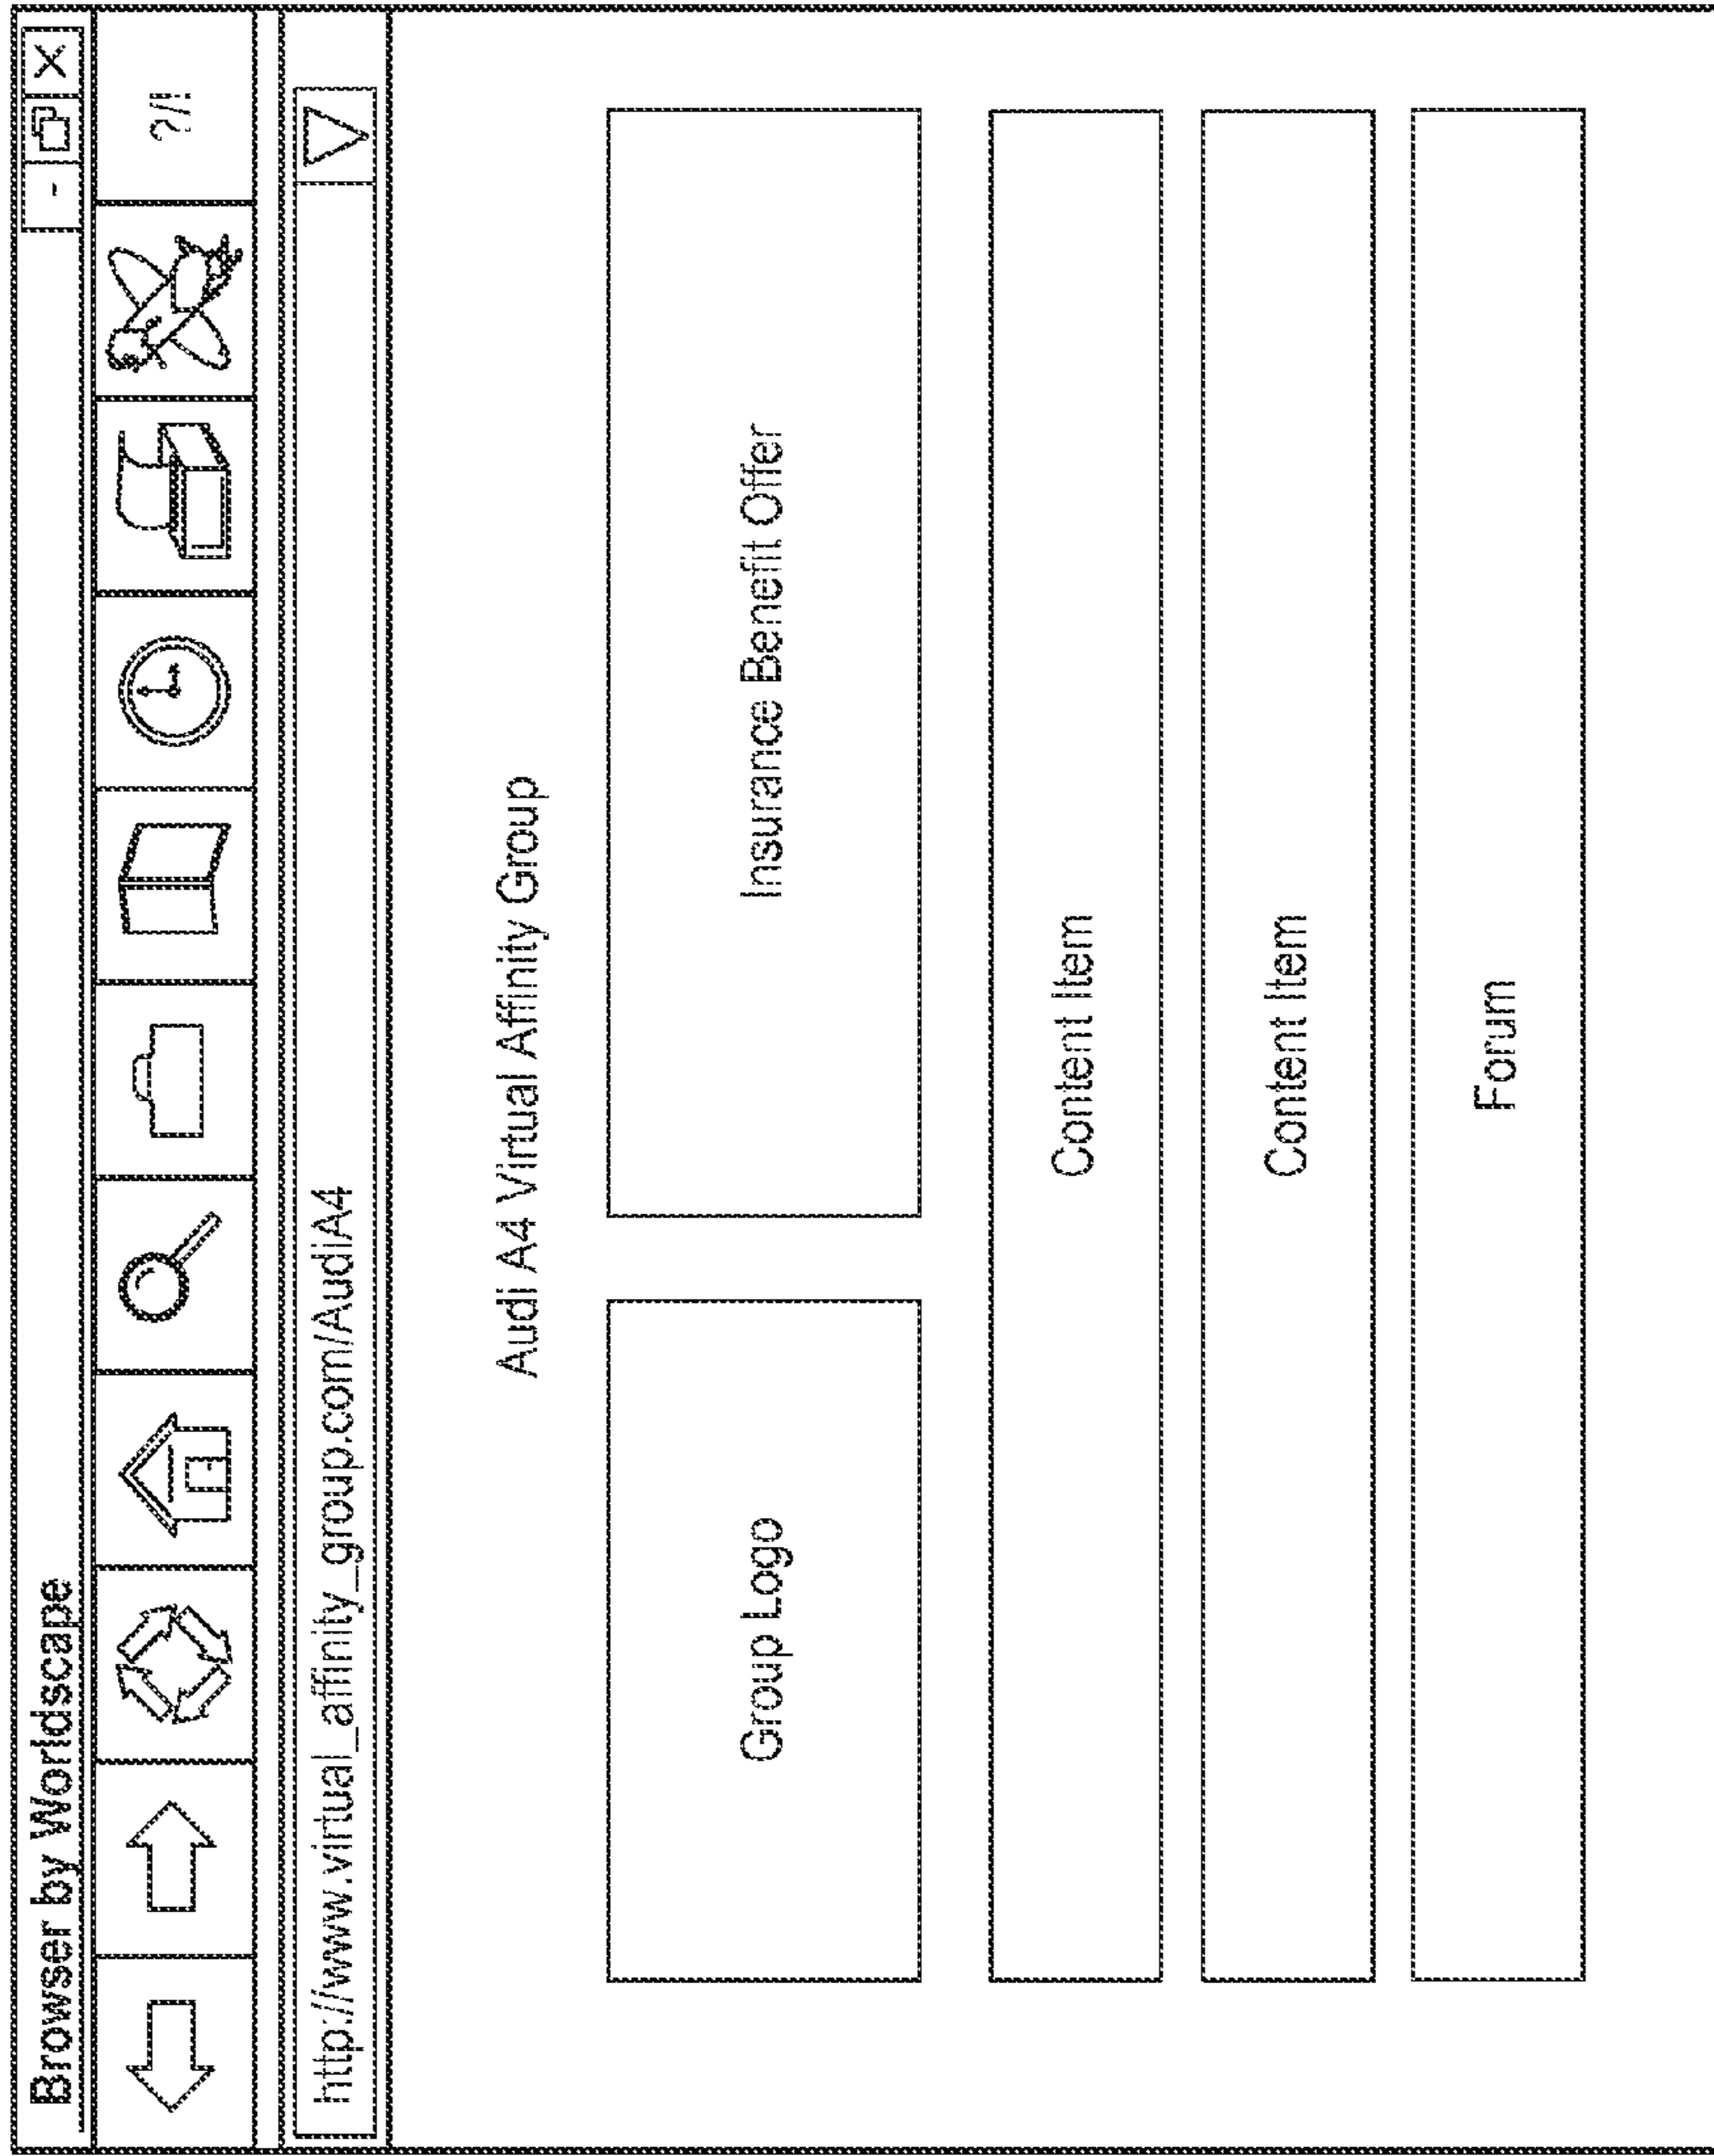 Browser by Worldscape
- X
?/!
http://www.virtual_affinity_group.com/AudiA4
Audi A4 Virtual Affinity Group
Group Logo
Insurance Benefit Offer
Content Item
Content Item
Forum